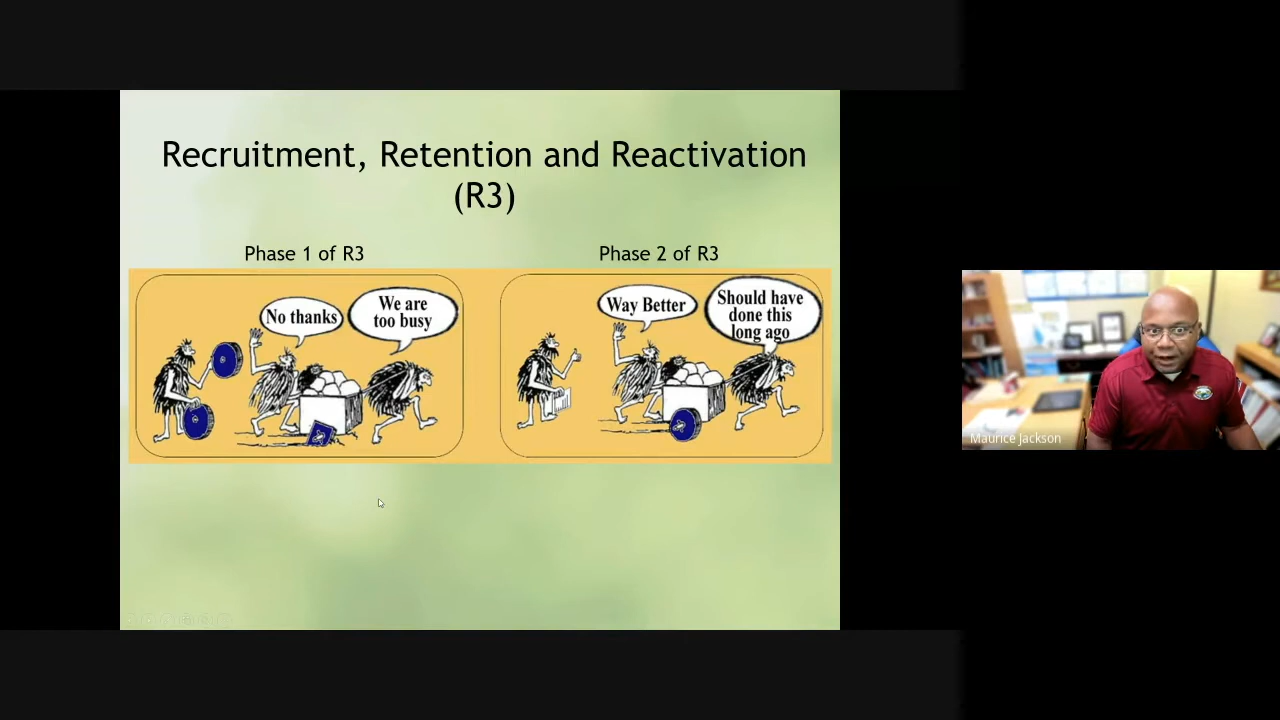 Recruitment, Retention and Reactivation
(R3)
Phase 1 of R3
Phase 2 of R3
No thanks
We are
too busy
Way Better
Should have
done this
long ago
Maurice Jackson